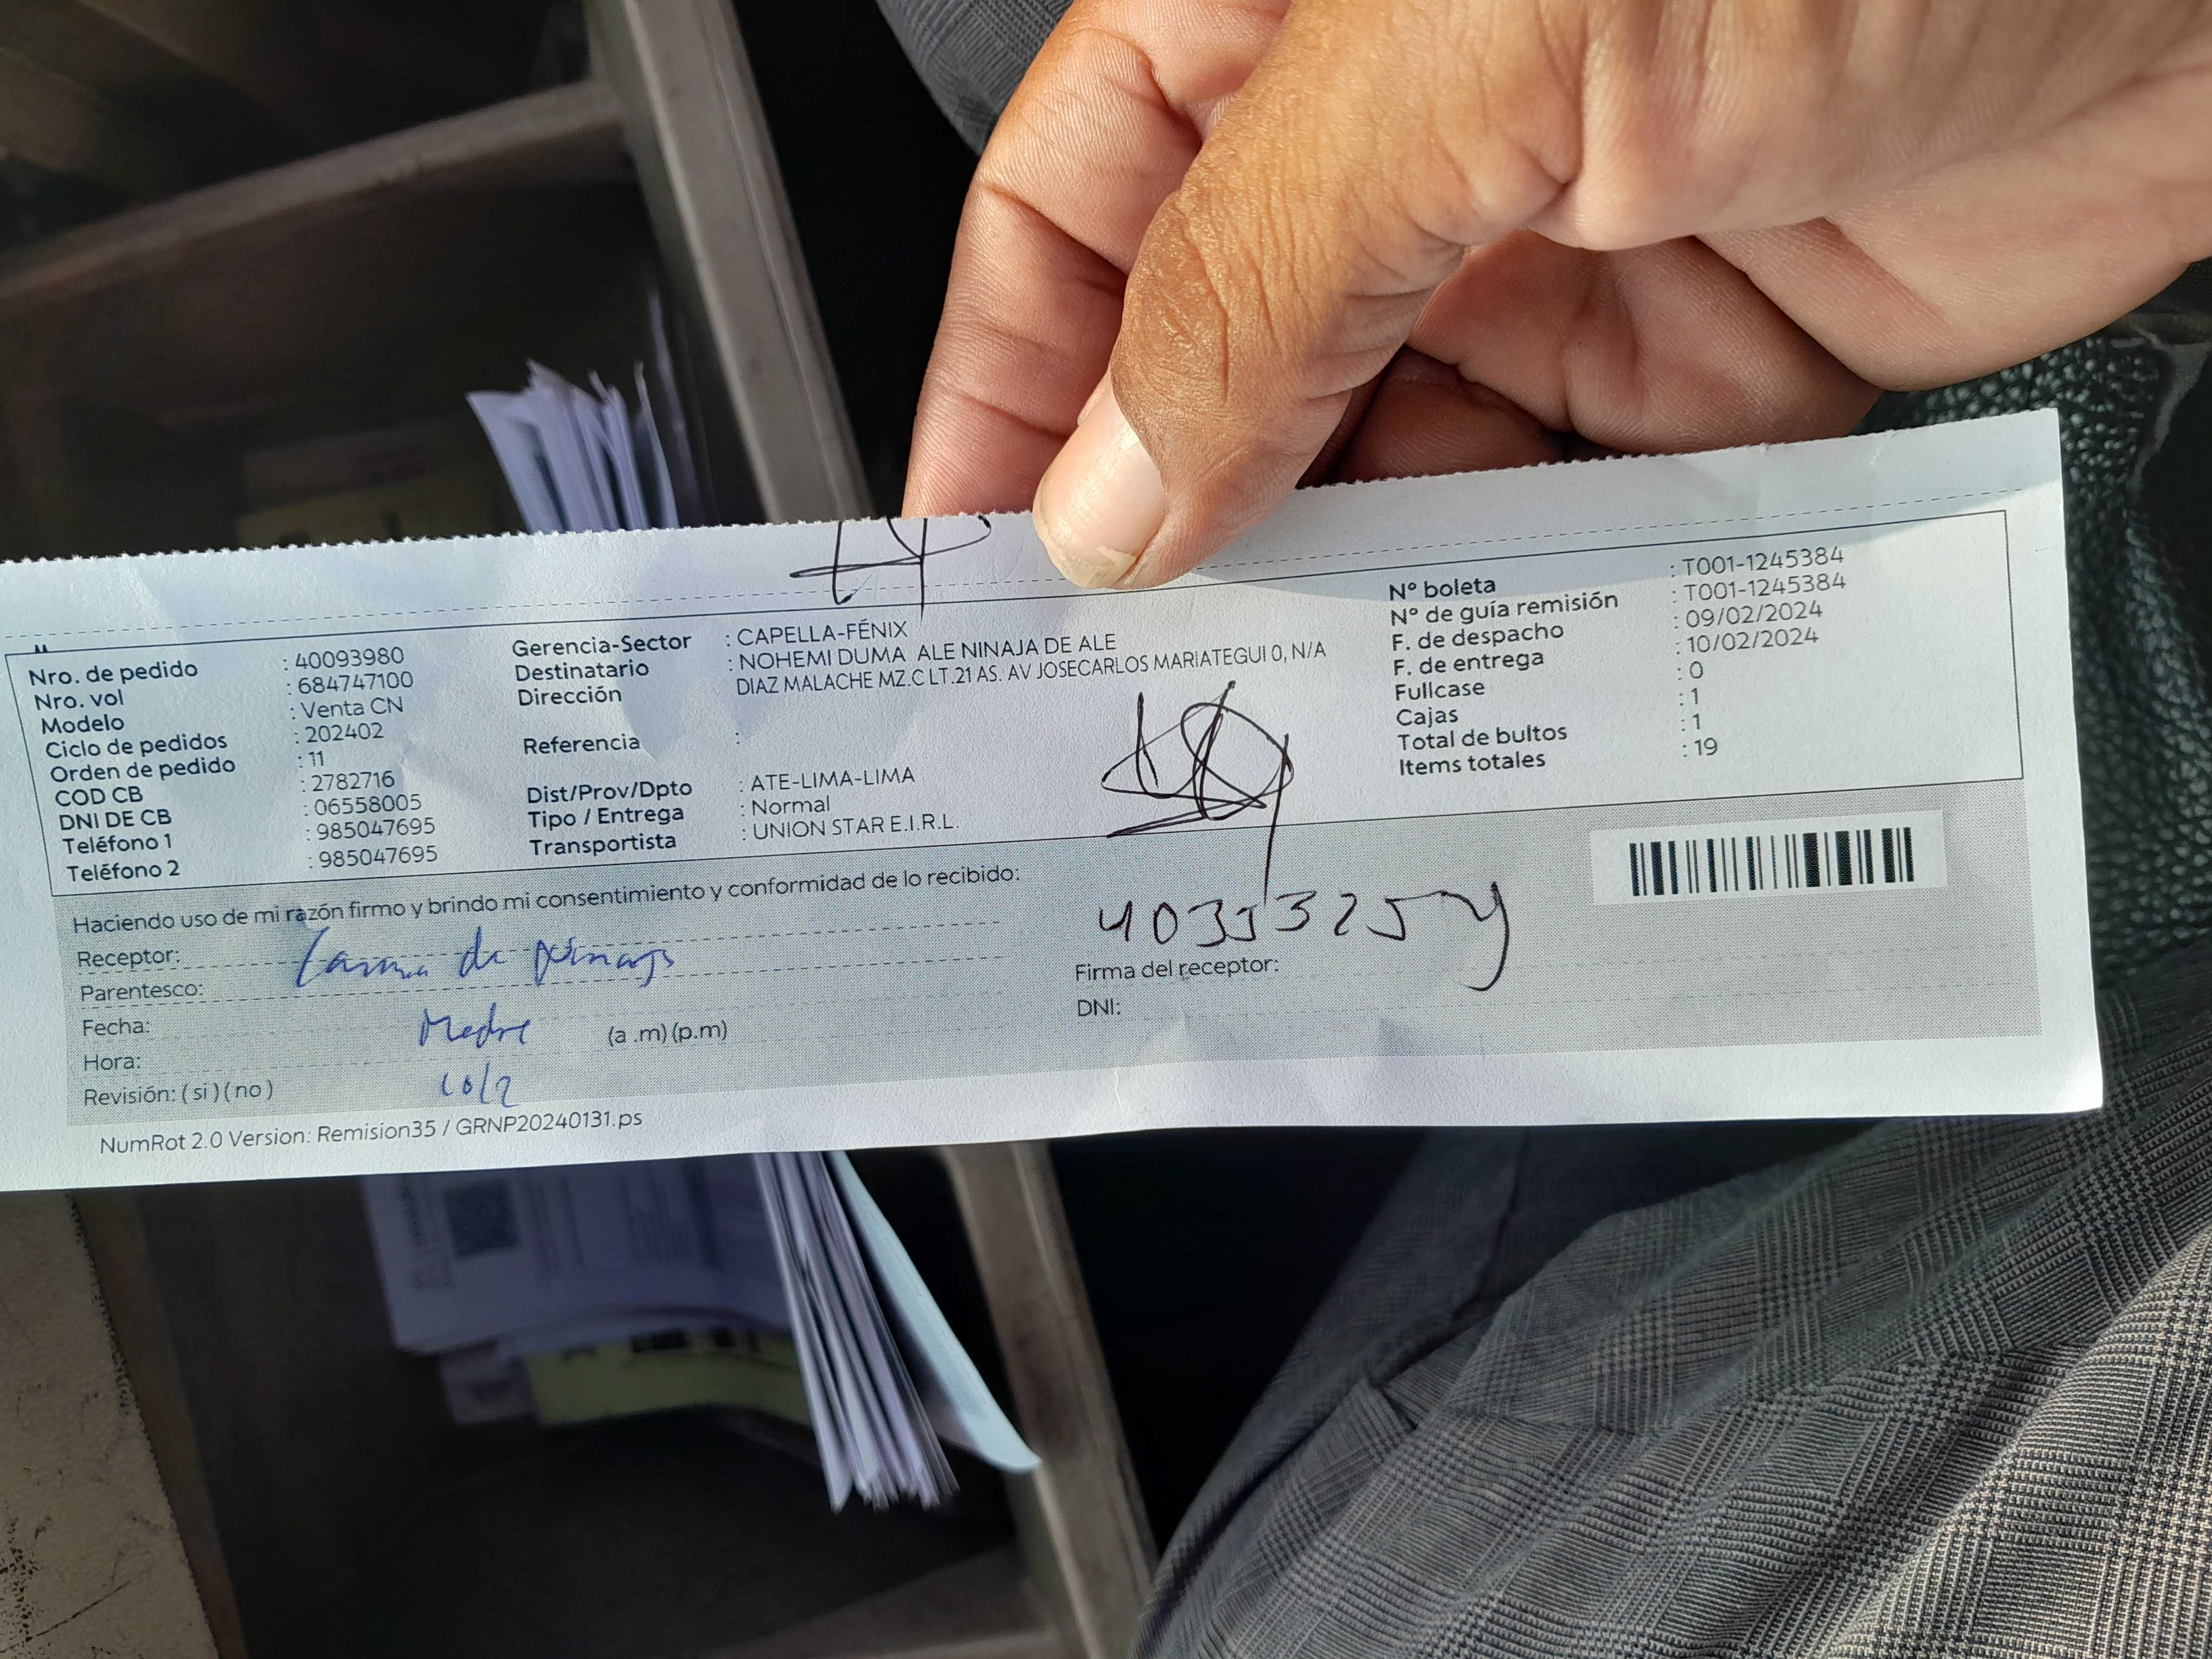 Nro. de pedido : 40093980
Nro. vol : 684747100
Modelo : Venta CN
Ciclo de pedidos : 202402
Orden de pedido : 11
COD CB : 2782716
DNI DE CB : 06558005
Teléfono 1 : 985047695
Teléfono 2 : 985047695
Gerencia-Sector : CAPELLA-FÉNIX
Destinatario : NOHEMI DUMA ALE NINAJA DE ALE
Dirección DIAZ MALACHE MZ.C LT.21 AS. AV JOSECARLOS MARIATEGUI 0, N/A
Referencia :
Dist/Prov/Dpto : ATE-LIMA-LIMA
Tipo / Entrega : Normal
Transportista : UNION STAR E.I.R.L.
Nº boleta : T001-1245384
Nº de guía remisión : T001-1245384
F. de despacho : 09/02/2024
F. de entrega : 10/02/2024
Fullcase : 0
Cajas : 1
Total de bultos : 1
Items totales : 19
Haciendo uso de mi razón firmo y brindo mi consentimiento y conformidad de lo recibido:
Receptor: de
Parentesco:
Fecha: Madre (a .m) (p.m)
Hora:
Revisión: ( si ) ( no ) 10/2
Firma del receptor:
DNI:
NumRot 2.0 Version: Remision35 / GRNP20240131.ps